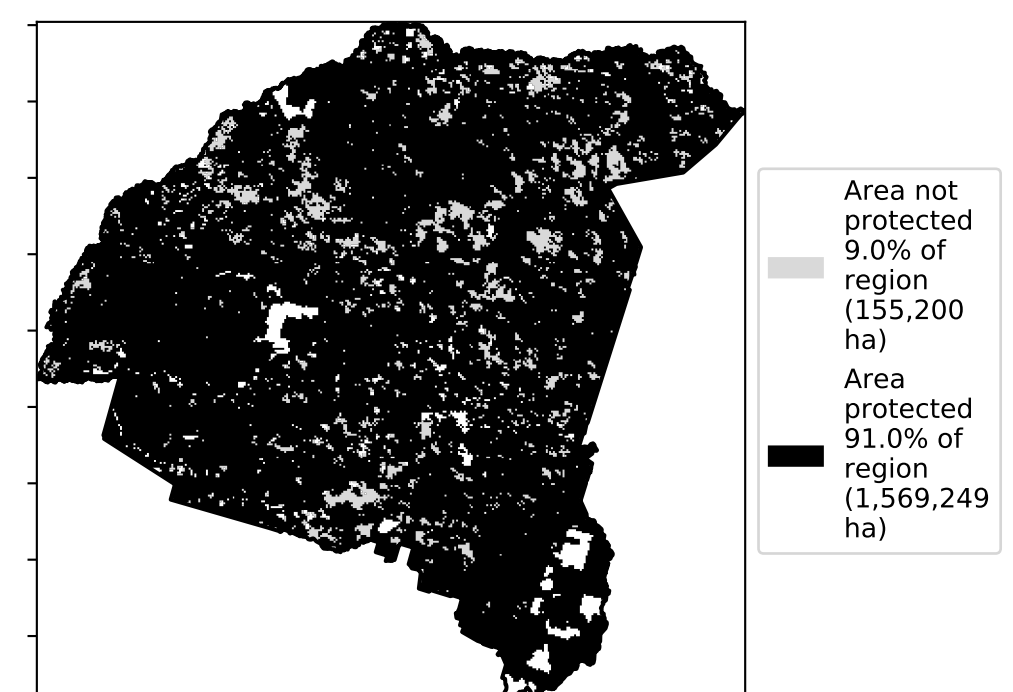 Area not
protected
9.0% of
region
(155,200
ha)
Area
protected
91.0% of
region
(1,569,249
ha)